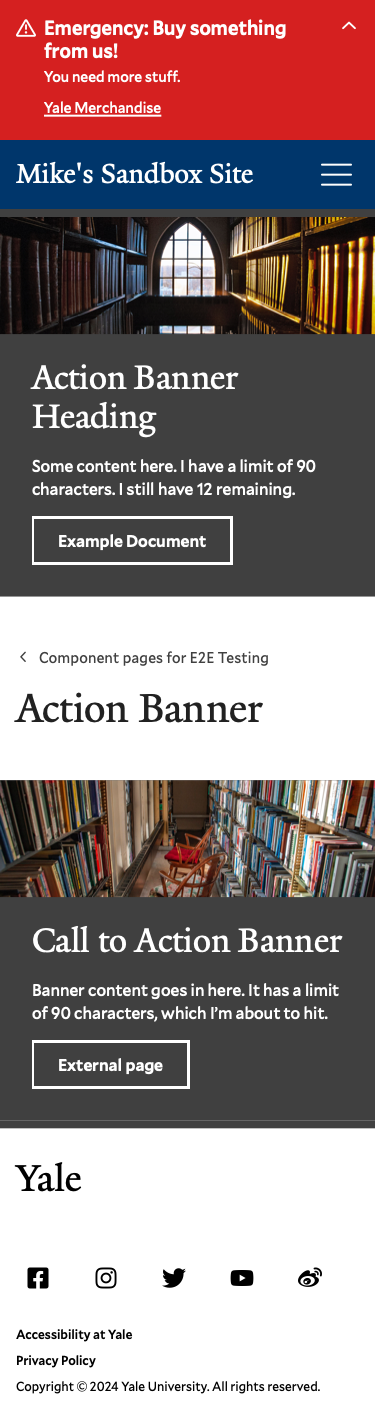 Emergency: Buy something
from us!
You need more stuff.
Yale Merchandise
Mike's Sandbox Site
Action Banner
Heading
Some content here. I have a limit of 90
characters. I still have 12 remaining.
Example Document
Component pages for E2E Testing
Action Banner
Call to Action Banner
Banner content goes in here. It has a limit
of 90 characters, which I’m about to hit.
External page
Yale
Accessibility at Yale
Privacy Policy
Copyright © 2024 Yale University. All rights reserved.